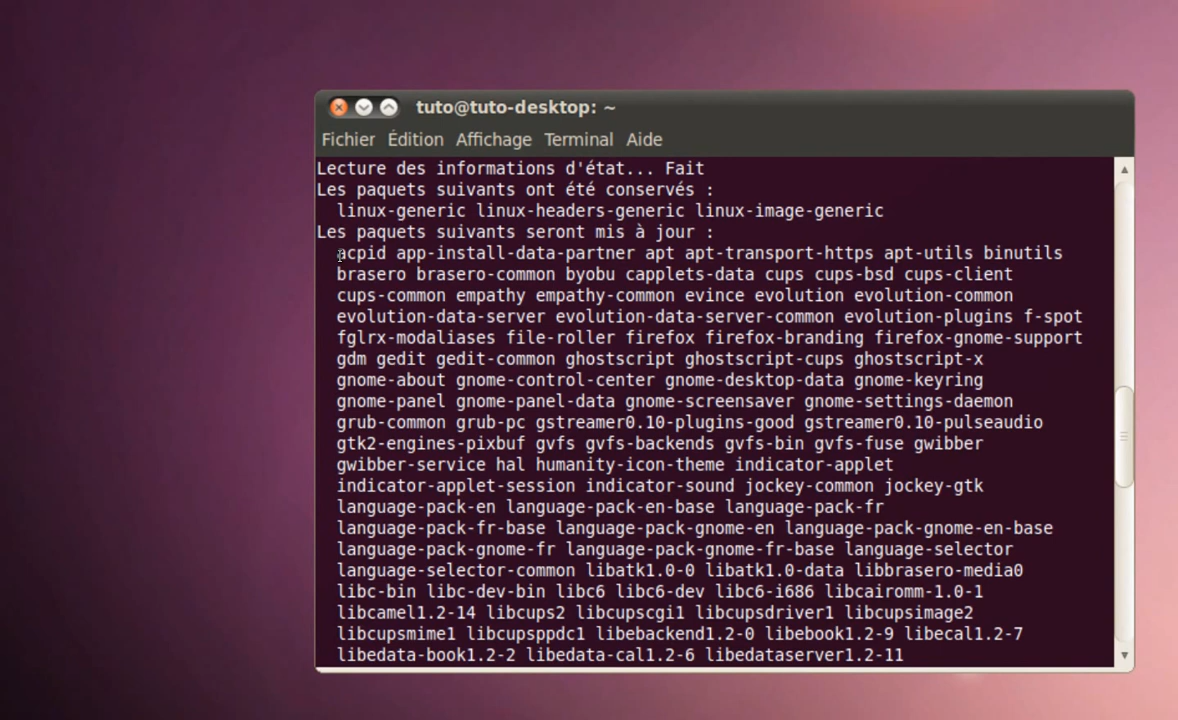 tuto@tuto-desktop: ~
Fichier Édition Affichage Terminal Aide
Lecture des informations d'état... Fait
Les paquets suivants ont été conservés :
linux-generic linux-headers-generic linux-image-generic
Les paquets suivants seront mis à jour :
acpid app-install-data-partner apt apt-transport-https apt-utils binutils
brasero brasero-common byobu capplets-data cups cups-bsd cups-client
cups-common empathy empathy-common evince evolution evolution-common
evolution-data-server evolution-data-server-common evolution-plugins f-spot
fglrx-modaliases file-roller firefox firefox-branding firefox-gnome-support
gdm gedit gedit-common ghostscript ghostscript-cups ghostscript-x
gnome-about gnome-control-center gnome-desktop-data gnome-keyring
gnome-panel gnome-panel-data gnome-screensaver gnome-settings-daemon
grub-common grub-pc gstreamer0.10-plugins-good gstreamer0.10-pulseaudio
gtk2-engines-pixbuf gvfs gvfs-backends gvfs-bin gvfs-fuse gwibber
gwibber-service hal humanity-icon-theme indicator-applet
indicator-applet-session indicator-sound jockey-common jockey-gtk
language-pack-en language-pack-en-base language-pack-fr
language-pack-fr-base language-pack-gnome-en language-pack-gnome-en-base
language-pack-gnome-fr language-pack-gnome-fr-base language-selector
language-selector-common libatk1.0-0 libatk1.0-data libbrasero-media0
libc-bin libc-dev-bin libc6 libc6-dev libc6-i686 libcairomm-1.0-1
libcamel1.2-14 libcups2 libcupscgi1 libcupsdriver1 libcupsimage2
libcupsmime1 libcupsppdc1 libebackend1.2-0 libebook1.2-9 libecal1.2-7
libedata-book1.2-2 libedata-cal1.2-6 libedataserver1.2-11